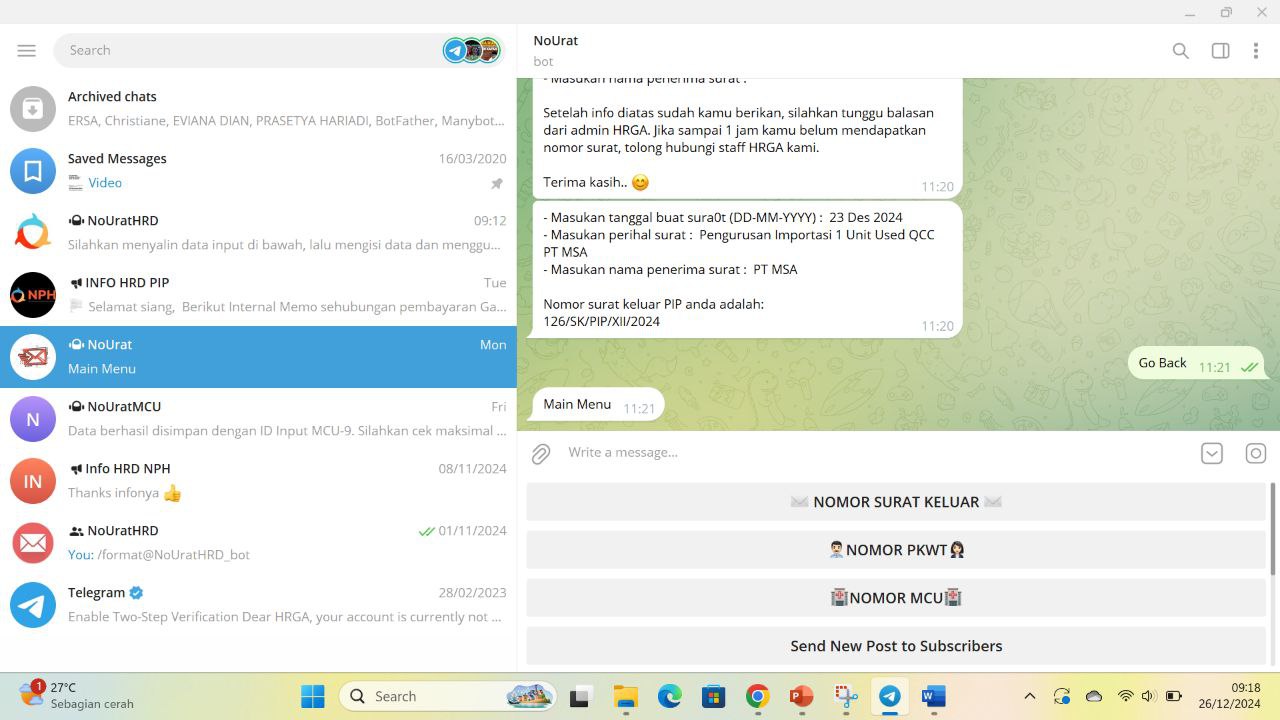 Search
Archived chats
ERSA, Christiane, EVIANA DIAN, PRASETYA HARIADI, BotFather, Manybot...
Saved Messages 16/03/2020
Video
NoUratHRD 09:12
Silahkan menyalin data input di bawah, lalu mengisi data dan menggu...
NPH
INFO HRD PIP Tue
Selamat siang, Berikut Internal Memo sehubungan pembayaran Ga...
NoUrat Mon
Main Menu
N
NoUratMCU Fri
Data berhasil disimpan dengan ID Input MCU-9. Silahkan cek maksimal ...
IN
Info HRD NPH 08/11/2024
Thanks infonya 👍
NoUratHRD 01/11/2024
You: /format@NoUratHRD_bot
Telegram 28/02/2023
Enable Two-Step Verification Dear HRGA, your account is currently not ...
NoUrat
bot
- Masukan nama penerima surat :
Setelah info diatas sudah kamu berikan, silahkan tunggu balasan
dari admin HRGA. Jika sampai 1 jam kamu belum mendapatkan
nomor surat, tolong hubungi staff HRGA kami.
Terima kasih.. 😊 11:20
- Masukan tanggal buat sura0t (DD-MM-YYYY) : 23 Des 2024
- Masukan perihal surat : Pengurusan Importasi 1 Unit Used QCC
PT MSA
- Masukan nama penerima surat : PT MSA
Nomor surat keluar PIP anda adalah:
126/SK/PIP/XII/2024 11:20
Go Back 11:21
Main Menu 11:21
Write a message...
✉️ NOMOR SURAT KELUAR ✉️
👨‍💼NOMOR PKWT👩‍💼
🏥NOMOR MCU🏥
Send New Post to Subscribers
1
27°C
Sebagian cerah
Search
P
W
09:18
26/12/2024